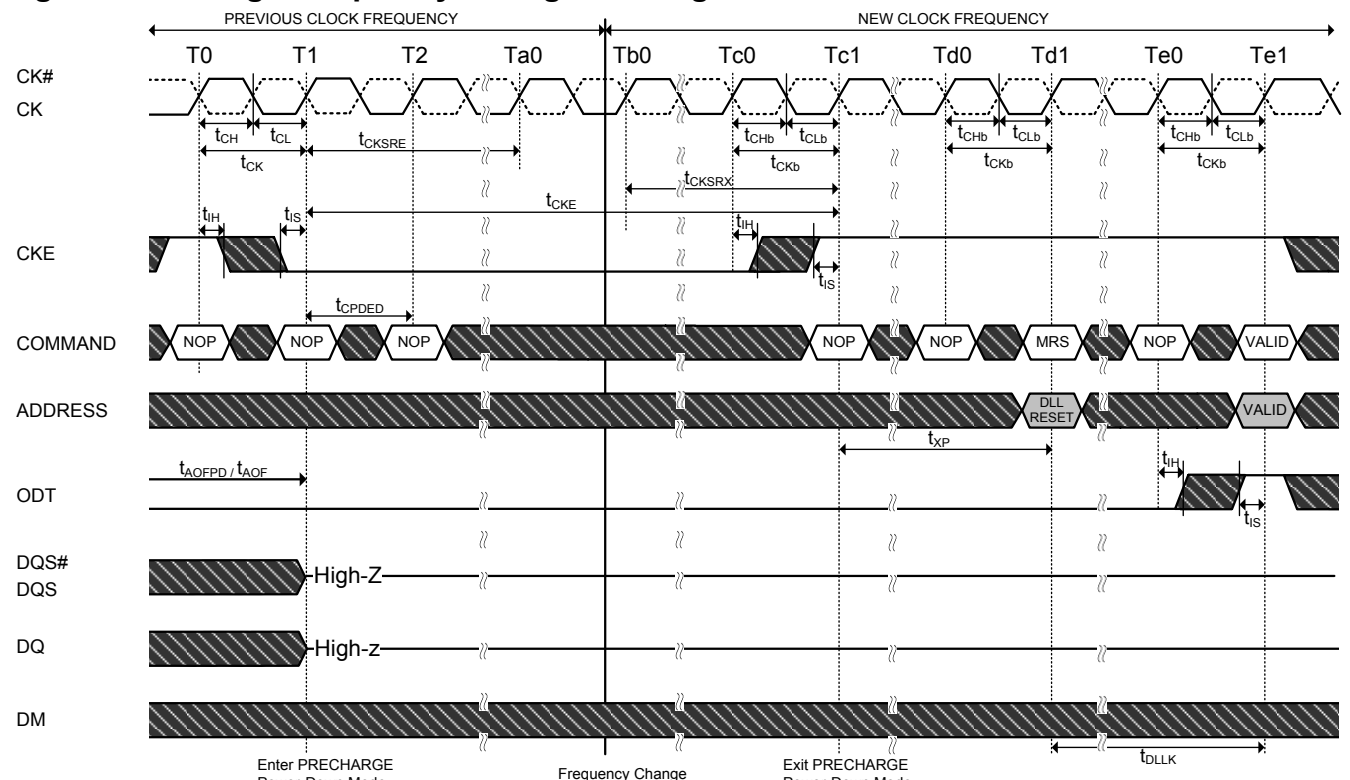 PREVIOUS CLOCK FREQUENCY NEW CLOCK FREQUENCY
T0 T1 T2 Ta0 Tb0 Tc0 Tc1 Td0 Td1 Te0 Te1
CK#
CK
tCH tCL tCHb tCLb tCHb tCLb tCHb tCLb
tCK tCKSRE tCKb tCKb tCKb
tCKSRX
tCKE
tIH tIS tIH
CKE
tIS
tCPDED
COMMAND NOP NOP NOP NOP NOP MRS NOP VALID
ADDRESS DLL RESET VALID
tXP
tAOFPD / tAOF tIH
ODT
tIS
DQS#
DQS High-Z
DQ High-z
DM
tDLLK
Enter PRECHARGE Frequency Change Exit PRECHARGE